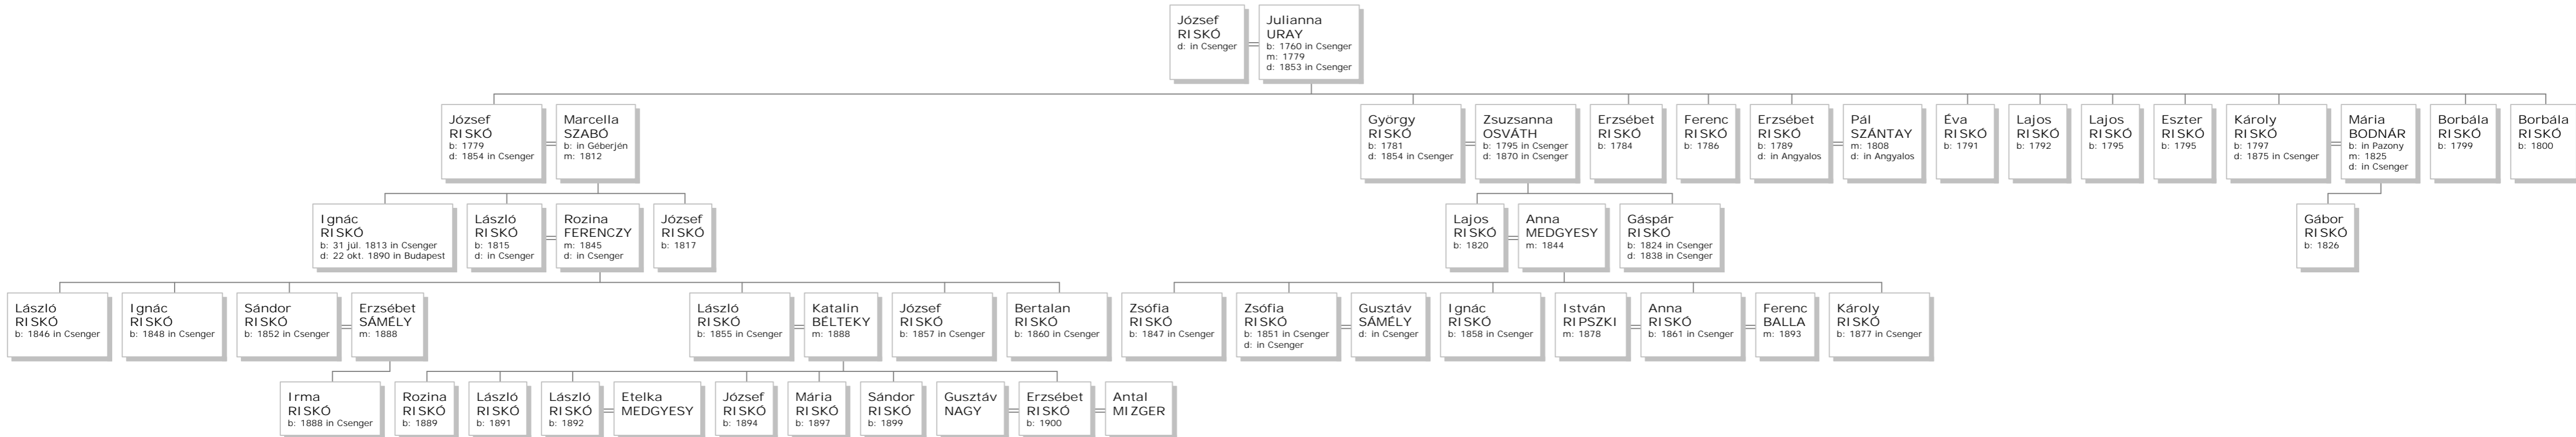 József
RISKÓ
d: in Csenger
Julianna
URAY
b: 1760 in Csenger
m: 1779
d: 1853 in Csenger
József
RISKÓ
b: 1779
d: 1854 in Csenger
Marcella
SZABÓ
b: in Géberjén
m: 1812
György
RISKÓ
b: 1781
d: 1854 in Csenger
Zsuzsanna
OSVÁTH
b: 1795 in Csenger
d: 1870 in Csenger
Erzsébet
RISKÓ
b: 1784
Ferenc
RISKÓ
b: 1786
Erzsébet
RISKÓ
b: 1789
d: in Angyalos
Pál
SZÁNTAY
m: 1808
d: in Angyalos
Éva
RISKÓ
b: 1791
Lajos
RISKÓ
b: 1792
Lajos
RISKÓ
b: 1795
Eszter
RISKÓ
b: 1795
Károly
RISKÓ
b: 1797
d: 1875 in Csenger
Mária
BODNÁR
b: in Pazony
m: 1825
d: in Csenger
Borbála
RISKÓ
b: 1799
Borbála
RISKÓ
b: 1800
Ignác
RISKÓ
b: 31 júl. 1813 in Csenger
d: 22 okt. 1890 in Budapest
László
RISKÓ
b: 1815
d: in Csenger
Rozina
FERENCZY
m: 1845
d: in Csenger
József
RISKÓ
b: 1817
Lajos
RISKÓ
b: 1820
Anna
MEDGYESY
m: 1844
Gáspár
RISKÓ
b: 1824 in Csenger
d: 1838 in Csenger
Gábor
RISKÓ
b: 1826
László
RISKÓ
b: 1846 in Csenger
Ignác
RISKÓ
b: 1848 in Csenger
Sándor
RISKÓ
b: 1852 in Csenger
Erzsébet
SÁMÉLY
m: 1888
László
RISKÓ
b: 1855 in Csenger
Katalin
BÉLTEKY
m: 1888
József
RISKÓ
b: 1857 in Csenger
Bertalan
RISKÓ
b: 1860 in Csenger
Zsófia
RISKÓ
b: 1847 in Csenger
Zsófia
RISKÓ
b: 1851 in Csenger
d: in Csenger
Gusztáv
SÁMÉLY
d: in Csenger
Ignác
RISKÓ
b: 1858 in Csenger
István
RIPSZKI
m: 1878
Anna
RISKÓ
b: 1861 in Csenger
Ferenc
BALLA
m: 1893
Károly
RISKÓ
b: 1877 in Csenger
Irma
RISKÓ
b: 1888 in Csenger
Rozina
RISKÓ
b: 1889
László
RISKÓ
b: 1891
László
RISKÓ
b: 1892
Etelka
MEDGYESY
József
RISKÓ
b: 1894
Mária
RISKÓ
b: 1897
Sándor
RISKÓ
b: 1899
Gusztáv
NAGY
Erzsébet
RISKÓ
b: 1900
Antal
MIZGER